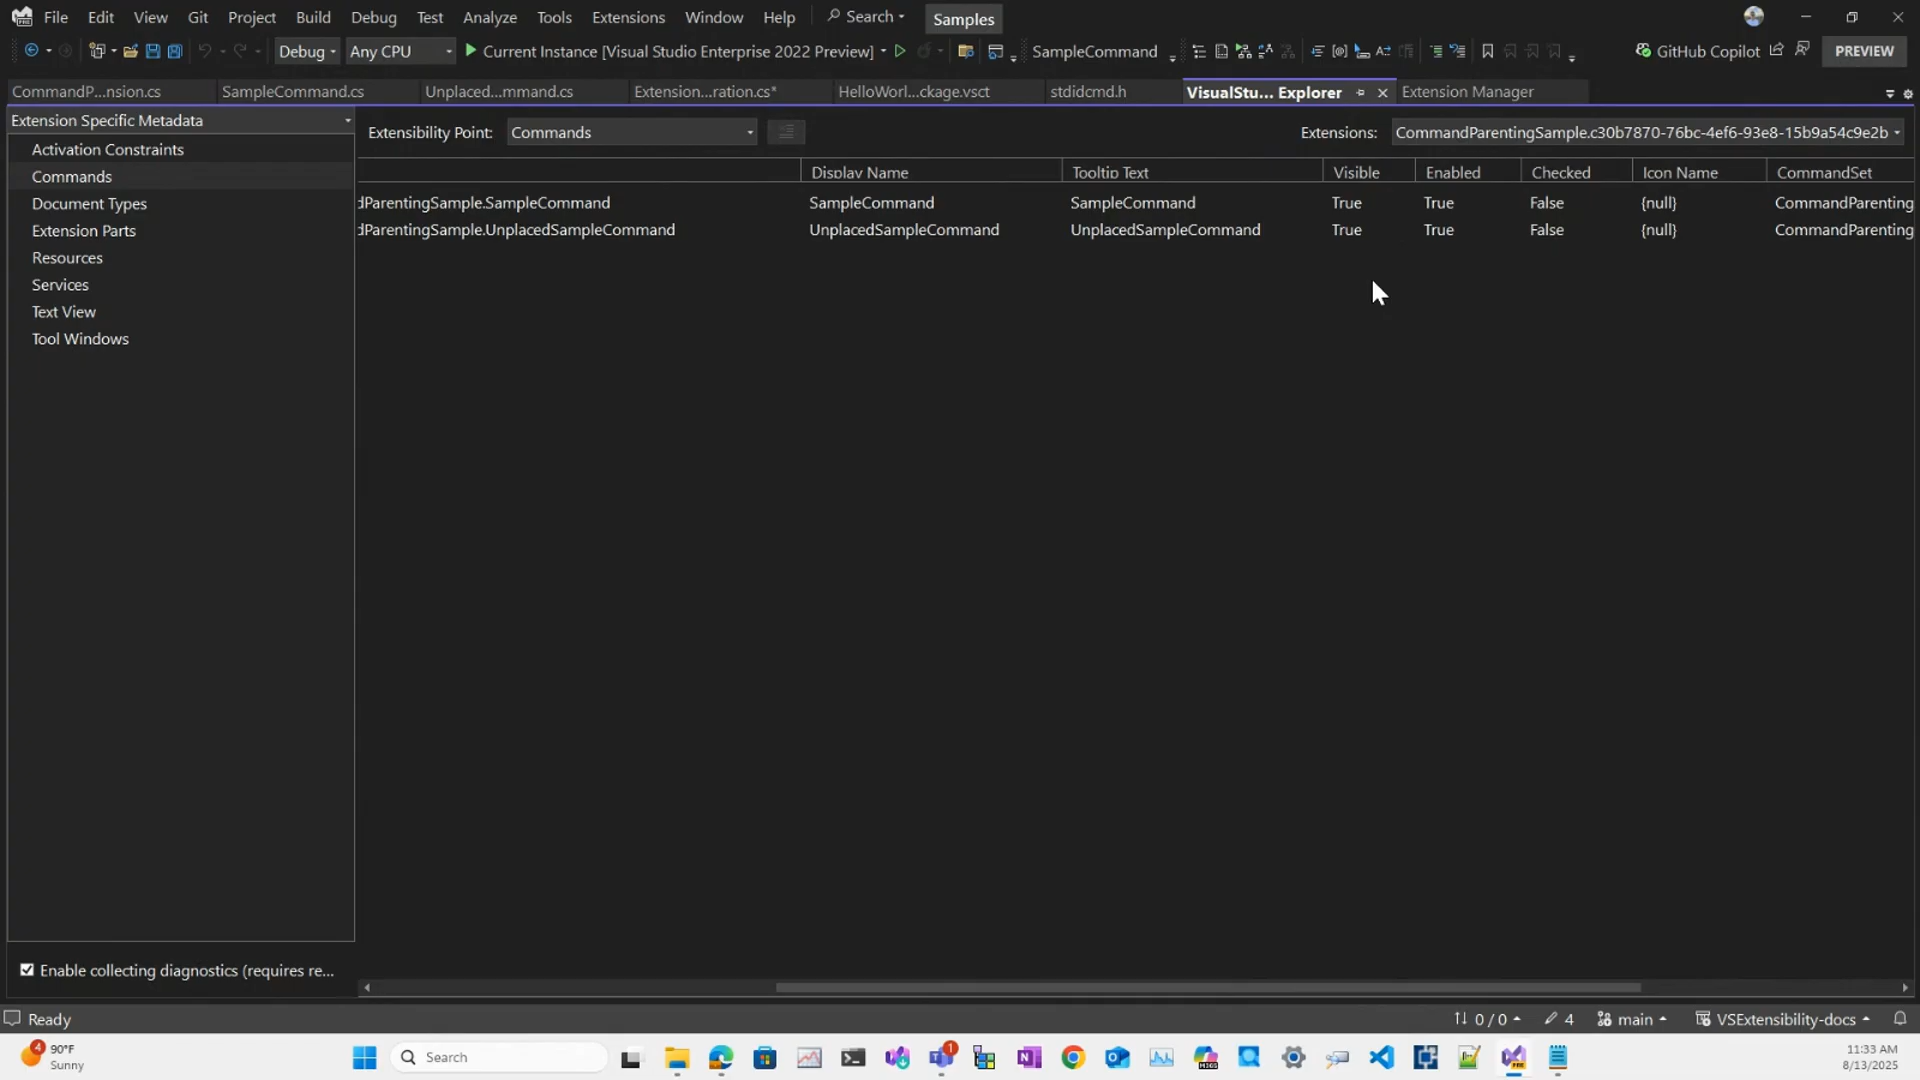 File Edit View Git Project Build Debug Test Analyze Tools Extensions Window Help Search Samples
Debug Any CPU Current Instance [Visual Studio Enterprise 2022 Preview] SampleCommand GitHub Copilot PREVIEW
CommandP...nsion.cs SampleCommand.cs Unplaced...mmand.cs Extension...ration.cs* HelloWorl...ckage.vsct stdidcmd.h VisualStu... Explorer Extension Manager
Extension Specific Metadata
Extensibility Point: Commands Extensions: CommandParentingSample.c30b7870-76bc-4ef6-93e8-15b9a54c9e2b
Activation Constraints
Commands
Document Types
Extension Parts
Resources
Services
Text View
Tool Windows
Display Name Tooltip Text Visible Enabled Checked Icon Name CommandSet
dParentingSample.SampleCommand SampleCommand SampleCommand True True False {null} CommandParenting
dParentingSample.UnplacedSampleCommand UnplacedSampleCommand UnplacedSampleCommand True True False {null} CommandParenting
Enable collecting diagnostics (requires re...
Ready 0 / 0 4 main VSExtensibility-docs
4 90°F
Sunny
Search
1
11:33 AM
8/13/2025